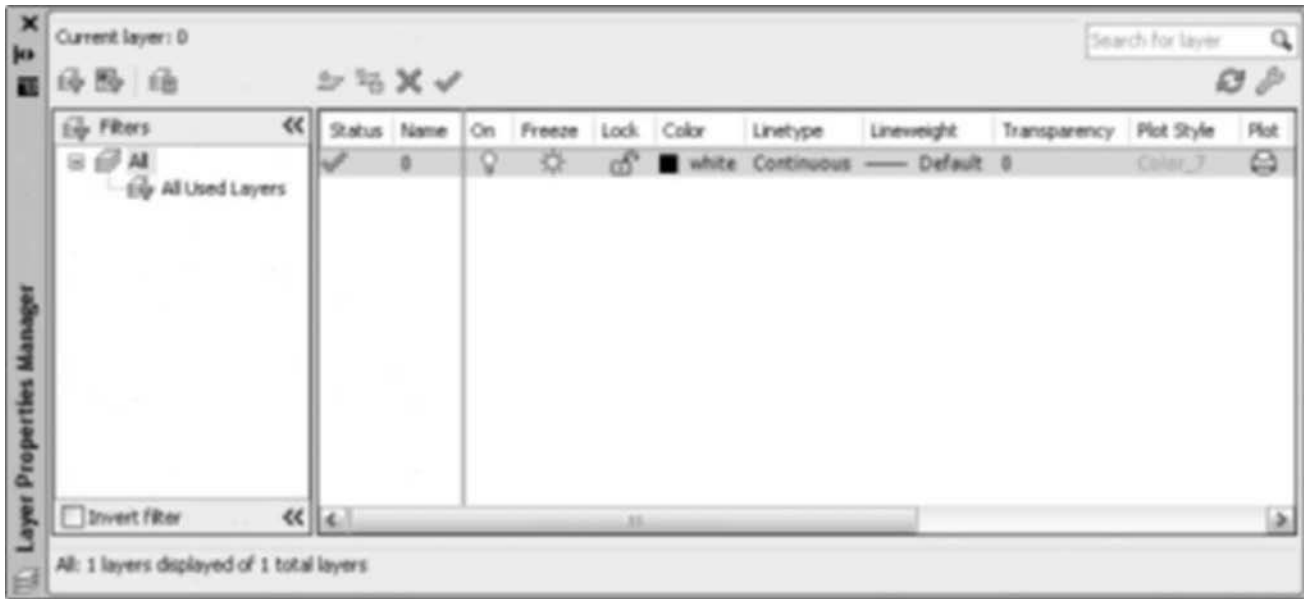 Current layer: 0
Search for layer
Filters
Status Name On Freeze Lock Color Linetype Lineweight Transparency Plot Style Plot
All
0 white Continuous Default 0 Color_7
All Used Layers
Layer Properties Manager
Invert filter
All: 1 layers displayed of 1 total layers